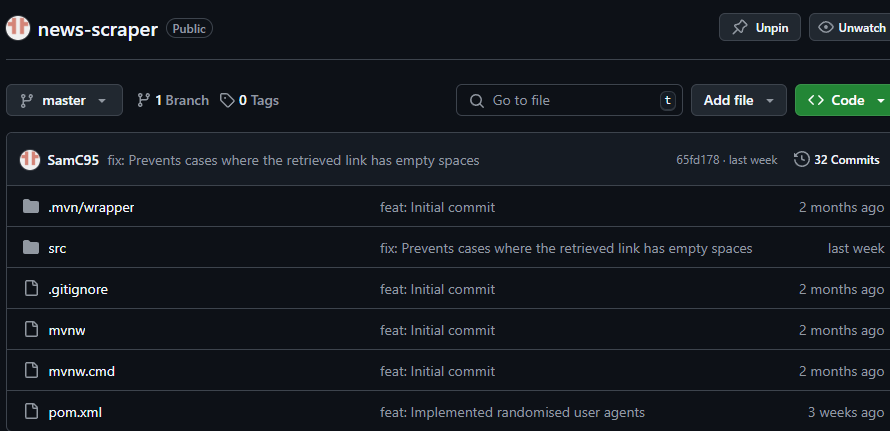 news-scraper Public Unpin Unwatch
master 1 Branch 0 Tags Go to file t Add file Code
SamC95 fix: Prevents cases where the retrieved link has empty spaces 65fd178 · last week 32 Commits
.mvn/wrapper feat: Initial commit 2 months ago
src fix: Prevents cases where the retrieved link has empty spaces last week
.gitignore feat: Initial commit 2 months ago
mvnw feat: Initial commit 2 months ago
mvnw.cmd feat: Initial commit 2 months ago
pom.xml feat: Implemented randomised user agents 3 weeks ago